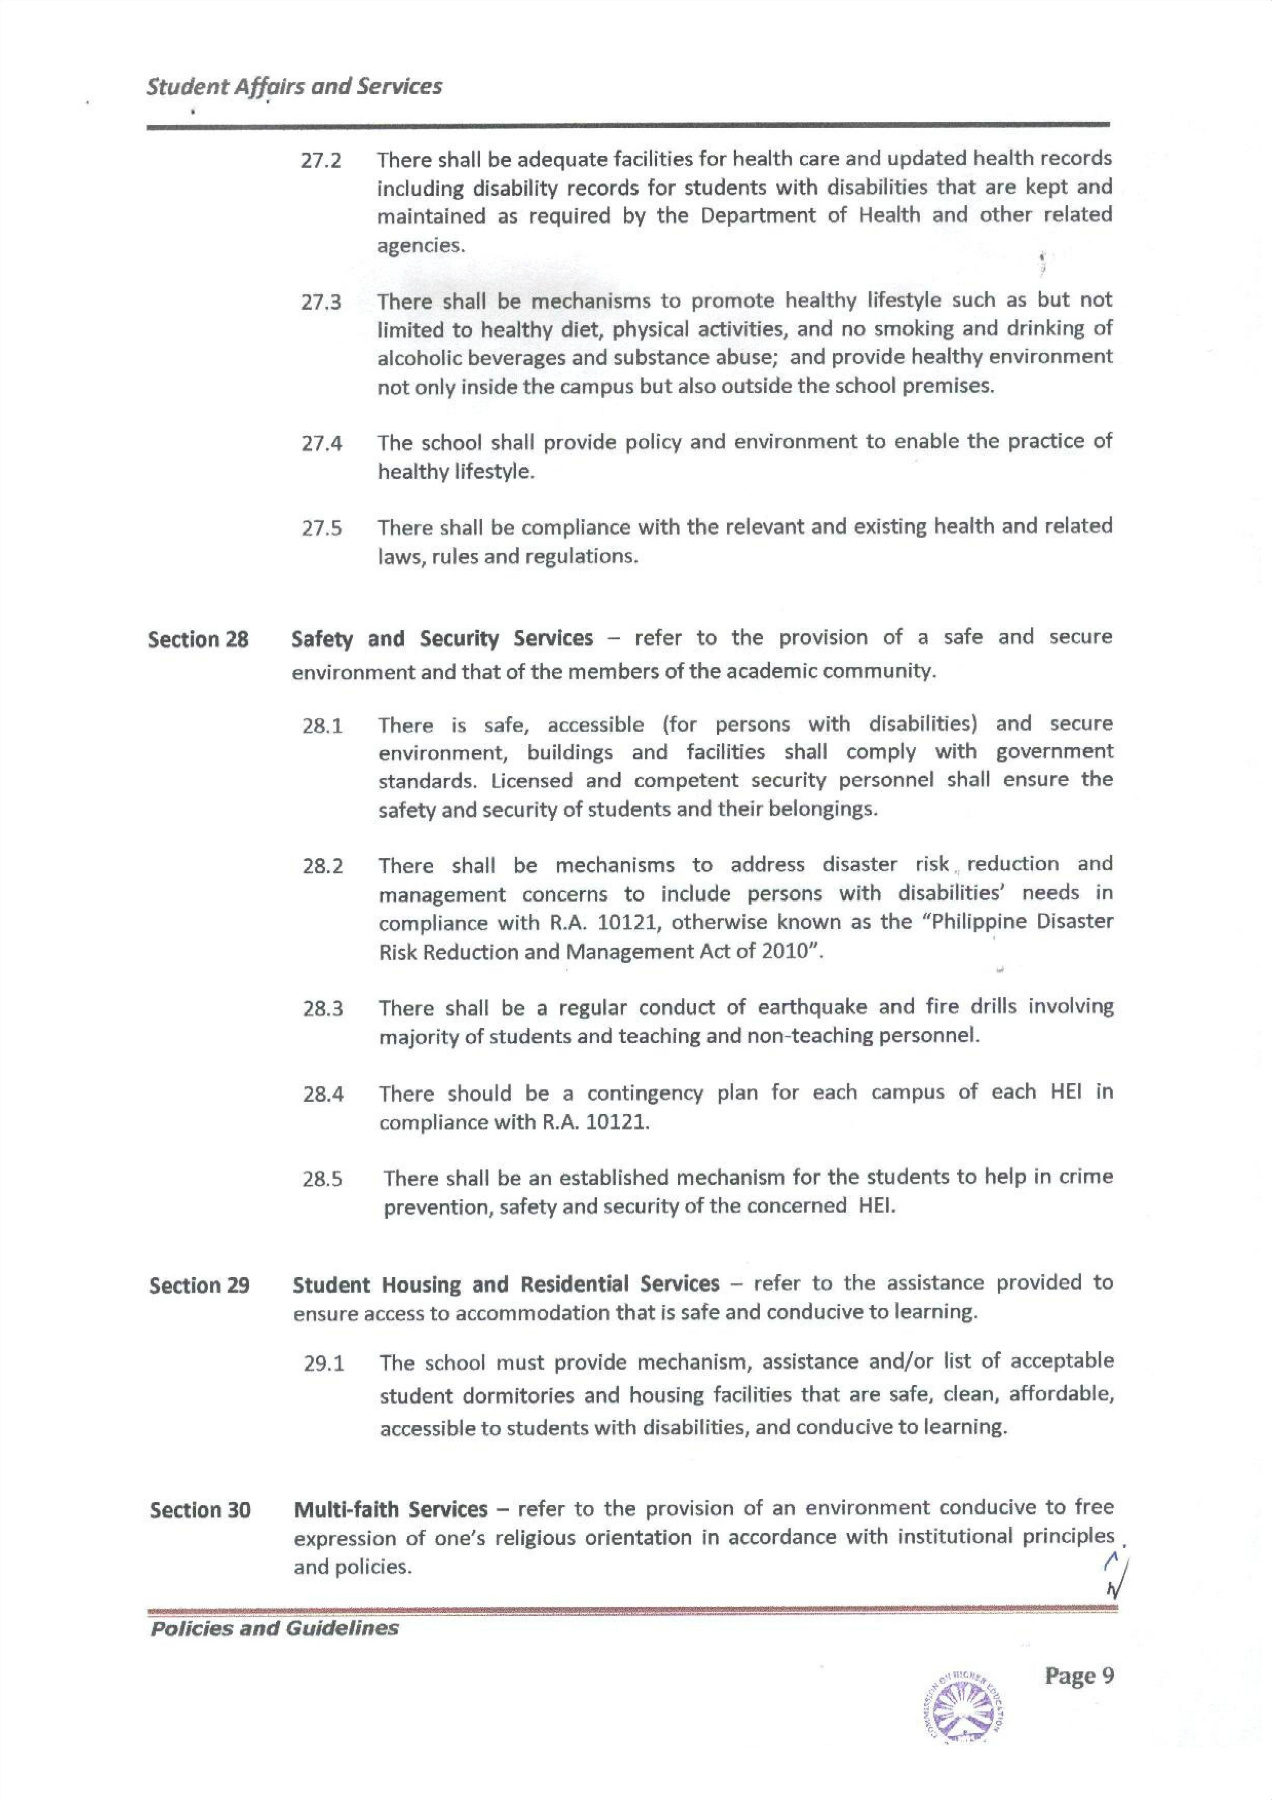 Student Affairs and Services
27.2 There shall be adequate facilities for health care and updated health records
including disability records for students with disabilities that are kept and
maintained as required by the Department of Health and other related
agencies.
27.3 There shall be mechanisms to promote healthy lifestyle such as but not
limited to healthy diet, physical activities, and no smoking and drinking of
alcoholic beverages and substance abuse; and provide healthy environment
not only inside the campus but also outside the school premises.
27.4 The school shall provide policy and environment to enable the practice of
healthy lifestyle.
27.5 There shall be compliance with the relevant and existing health and related
laws, rules and regulations.
Section 28 Safety and Security Services – refer to the provision of a safe and secure
environment and that of the members of the academic community.
28.1 There is safe, accessible (for persons with disabilities) and secure
environment, buildings and facilities shall comply with government
standards. Licensed and competent security personnel shall ensure the
safety and security of students and their belongings.
28.2 There shall be mechanisms to address disaster risk reduction and
management concerns to include persons with disabilities' needs in
compliance with R.A. 10121, otherwise known as the "Philippine Disaster
Risk Reduction and Management Act of 2010".
28.3 There shall be a regular conduct of earthquake and fire drills involving
majority of students and teaching and non-teaching personnel.
28.4 There should be a contingency plan for each campus of each HEI in
compliance with R.A. 10121.
28.5 There shall be an established mechanism for the students to help in crime
prevention, safety and security of the concerned HEI.
Section 29 Student Housing and Residential Services – refer to the assistance provided to
ensure access to accommodation that is safe and conducive to learning.
29.1 The school must provide mechanism, assistance and/or list of acceptable
student dormitories and housing facilities that are safe, clean, affordable,
accessible to students with disabilities, and conducive to learning.
Section 30 Multi-faith Services – refer to the provision of an environment conducive to free
expression of one's religious orientation in accordance with institutional principles
and policies.
Policies and Guidelines
Page 9
COMMISSION ON HIGHER EDUCATION